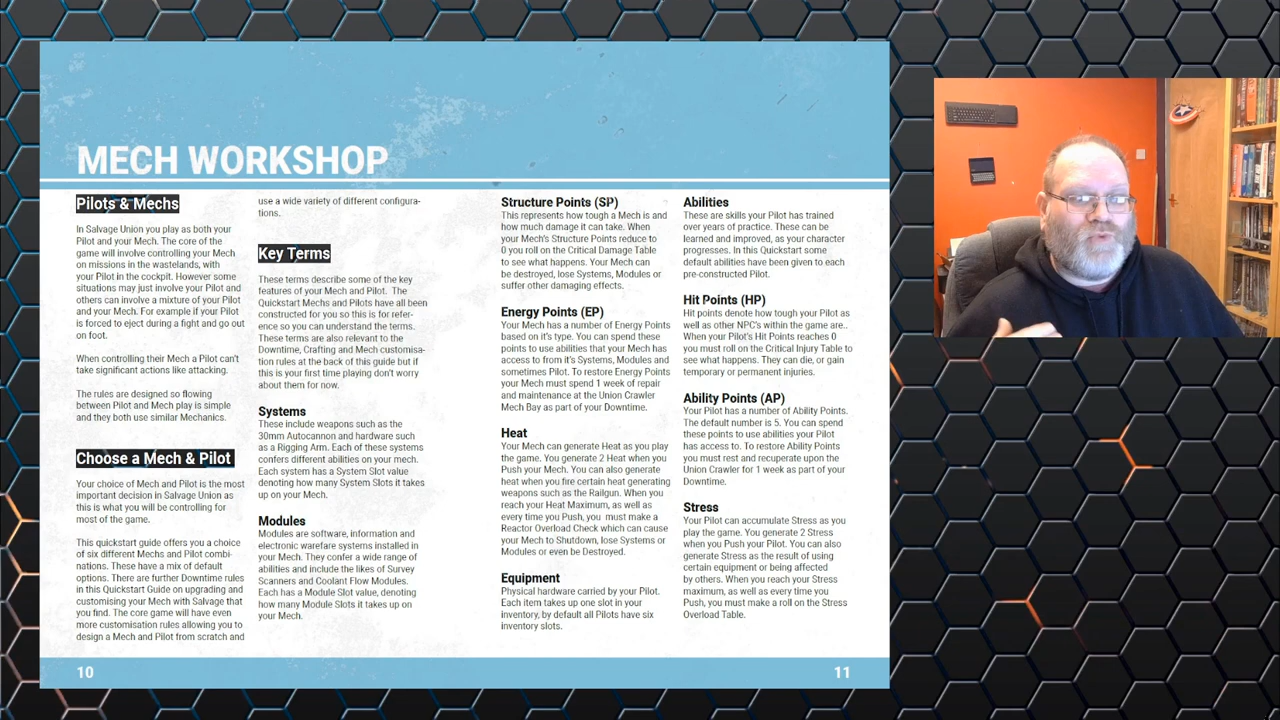 MECH WORKSHOP
Pilots & Mechs
In Salvage Union you play as both your
Pilot and your Mech. The core of the
game will involve controlling your Mech
on missions in the wastelands, with
your Pilot in the cockpit. However some
situations may just involve your Pilot and
others can involve a mixture of your Pilot
and your Mech. For example if your Pilot
is forced to eject during a fight and go out
on foot.
When controlling their Mech a Pilot can't
take significant actions like attacking.
The rules are designed so flowing
between Pilot and Mech play is simple
and they both use similar Mechanics.
Choose a Mech & Pilot
Your choice of Mech and Pilot is the most
important decision in Salvage Union as
this is what you will be controlling for
most of the game.
This quickstart guide offers you a choice
of six different Mechs and Pilot combi-
nations. These have a mix of default
options. There are further Downtime rules
in this Quickstart Guide on upgrading and
customising your Mech with Salvage that
you find. The core game will have even
more customisation rules allowing you to
design a Mech and Pilot from scratch and
use a wide variety of different configura-
tions.
Key Terms
These terms describe some of the key
features of your Mech and Pilot. The
Quickstart Mechs and Pilots have all been
constructed for you so this is for refer-
ence so you can understand the terms.
These terms are also relevant to the
Downtime, Crafting and Mech customisa-
tion rules at the back of this guide but if
this is your first time playing don't worry
about them for now.
Systems
These include weapons such as the
30mm Autocannon and hardware such
as a Rigging Arm. Each of these systems
confers different abilities on your mech.
Each system has a System Slot value
denoting how many System Slots it takes
up on your Mech.
Modules
Modules are software, information and
electronic warefare systems installed in
your Mech. They confer a wide range of
abilities and include the likes of Survey
Scanners and Coolant Flow Modules.
Each has a Module Slot value, denoting
how many Module Slots it takes up on
your Mech.
Structure Points (SP)
This represents how tough a Mech is and
how much damage it can take. When
your Mech's Structure Points reduce to
0 you roll on the Critical Damage Table
to see what happens. Your Mech can
be destroyed, lose Systems, Modules or
suffer other damaging effects.
Energy Points (EP)
Your Mech has a number of Energy Points
based on it's type. You can spend these
points to use abilities that your Mech has
access to from it's Systems, Modules and
sometimes Pilot. To restore Energy Points
your Mech must spend 1 week of repair
and maintenance at the Union Crawler
Mech Bay as part of your Downtime.
Heat
Your Mech can generate Heat as you play
the game. You generate 2 Heat when you
Push your Mech. You can also generate
heat when you fire certain heat generating
weapons such as the Railgun. When you
reach your Heat Maximum, as well as
every time you Push, you must make a
Reactor Overload Check which can cause
your Mech to Shutdown, lose Systems or
Modules or even be Destroyed.
Equipment
Physical hardware carried by your Pilot.
Each item takes up one slot in your
inventory, by default all Pilots have six
inventory slots.
Abilities
These are skills your Pilot has trained
over years of practice. These can be
learned and improved, as your character
progresses. In this Quickstart some
default abilities have been given to each
pre-constructed Pilot.
Hit Points (HP)
Hit points denote how tough your Pilot as
well as other NPC's within the game are..
When your Pilot's Hit Points reaches 0
you must roll on the Critical Injury Table to
see what happens. They can die, or gain
temporary or permanent injuries.
Ability Points (AP)
Your Pilot has a number of Ability Points.
The default number is 5. You can spend
these points to use abilities your Pilot
has access to. To restore Ability Points
you must rest and recuperate upon the
Union Crawler for 1 week as part of your
Downtime.
Stress
Your Pilot can accumulate Stress as you
play the game. You generate 2 Stress
when you Push your Pilot. You can also
generate Stress as the result of using
certain equipment or being affected
by others. When you reach your Stress
maximum, as well as every time you
Push, you must make a roll on the Stress
Overload Table.
10
11